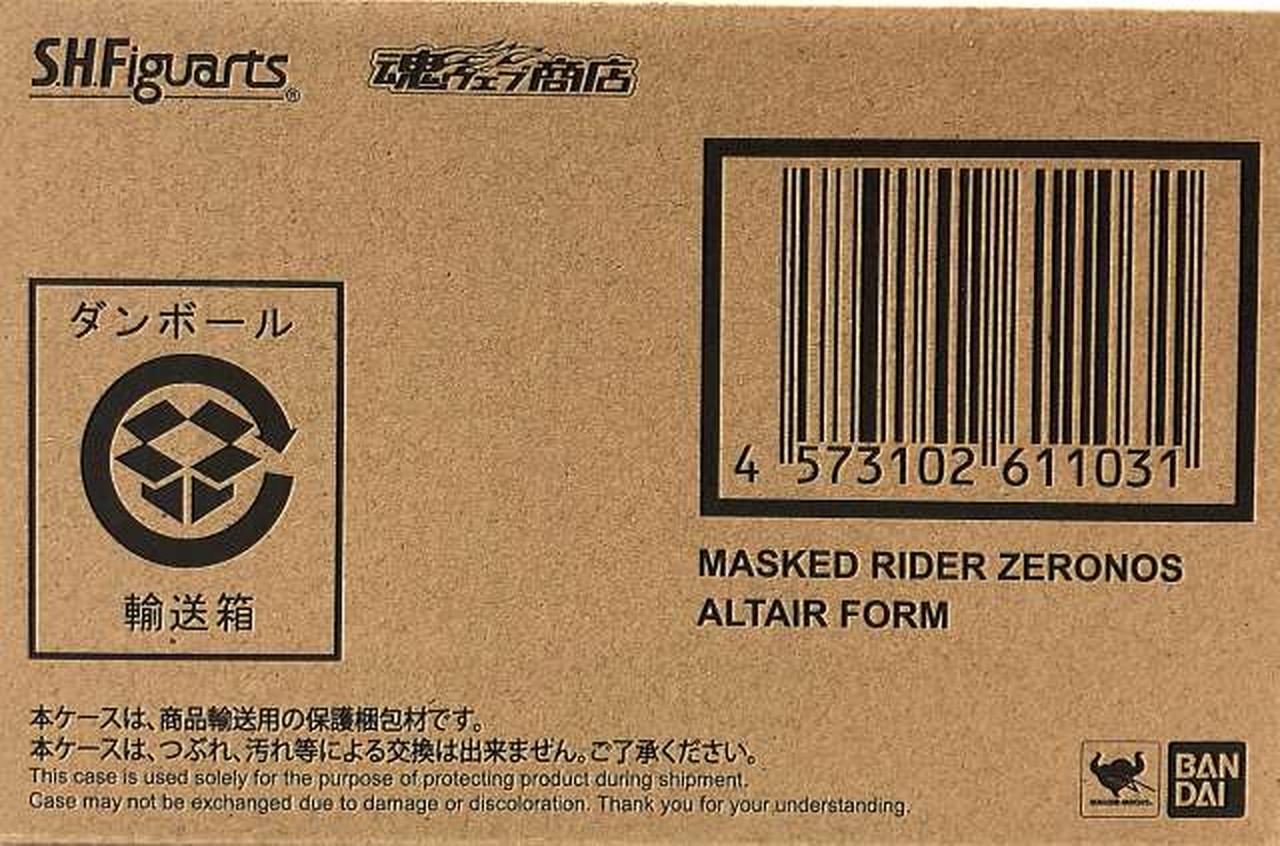 S.H.Figuarts®
魂ウェブ商店
4 573102 611031
MASKED RIDER ZERONOS
ALTAIR FORM
ダンボール
輸送箱
本ケースは、商品輸送用の保護梱包材です。
本ケースは、つぶれ、汚れ等による交換は出来ません。ご了承ください。
This case is used solely for the purpose of protecting product during shipment.
Case may not be exchanged due to damage or discoloration. Thank you for your understanding.
BAN
DAI